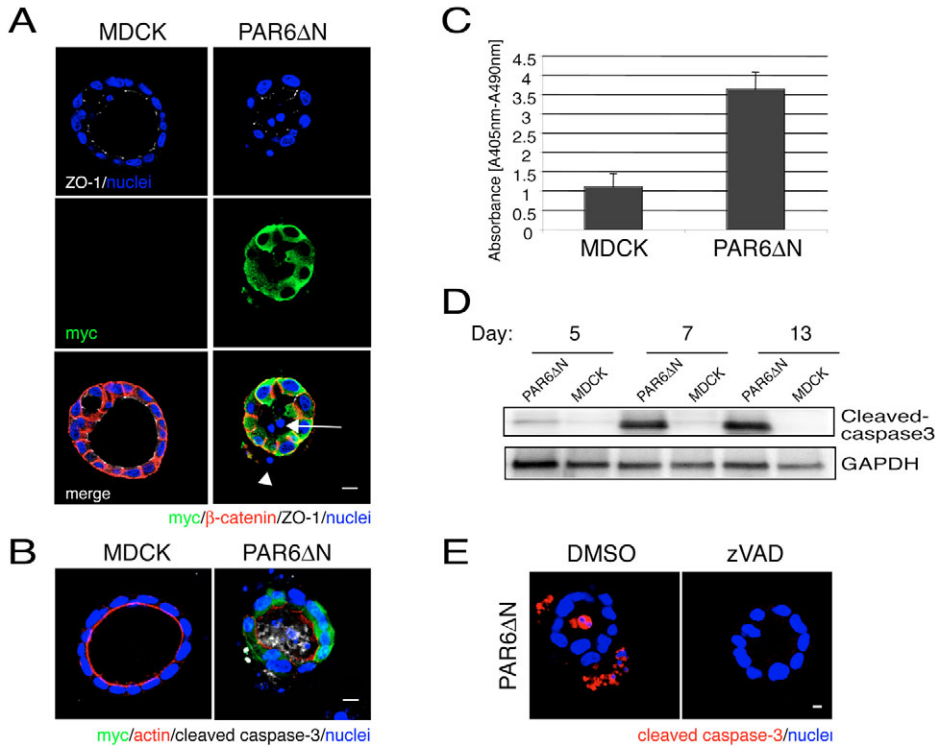 A
MDCK
PAR6ΔN
ZO-1/nuclei
myc
merge
myc/β-catenin/ZO-1/nuclei
B
MDCK
PAR6ΔN
myc/actin/cleaved caspase-3/nuclei
C
Absorbance [A405nm-A490nm]
4.5
4
3.5
3
2.5
2
1.5
1
0.5
0
MDCK
PAR6ΔN
D
Day:
5
7
13
PAR6ΔN
MDCK
PAR6ΔN
MDCK
PAR6ΔN
MDCK
Cleaved-
caspase3
GAPDH
E
DMSO
zVAD
PAR6ΔN
cleaved caspase-3/nuclei